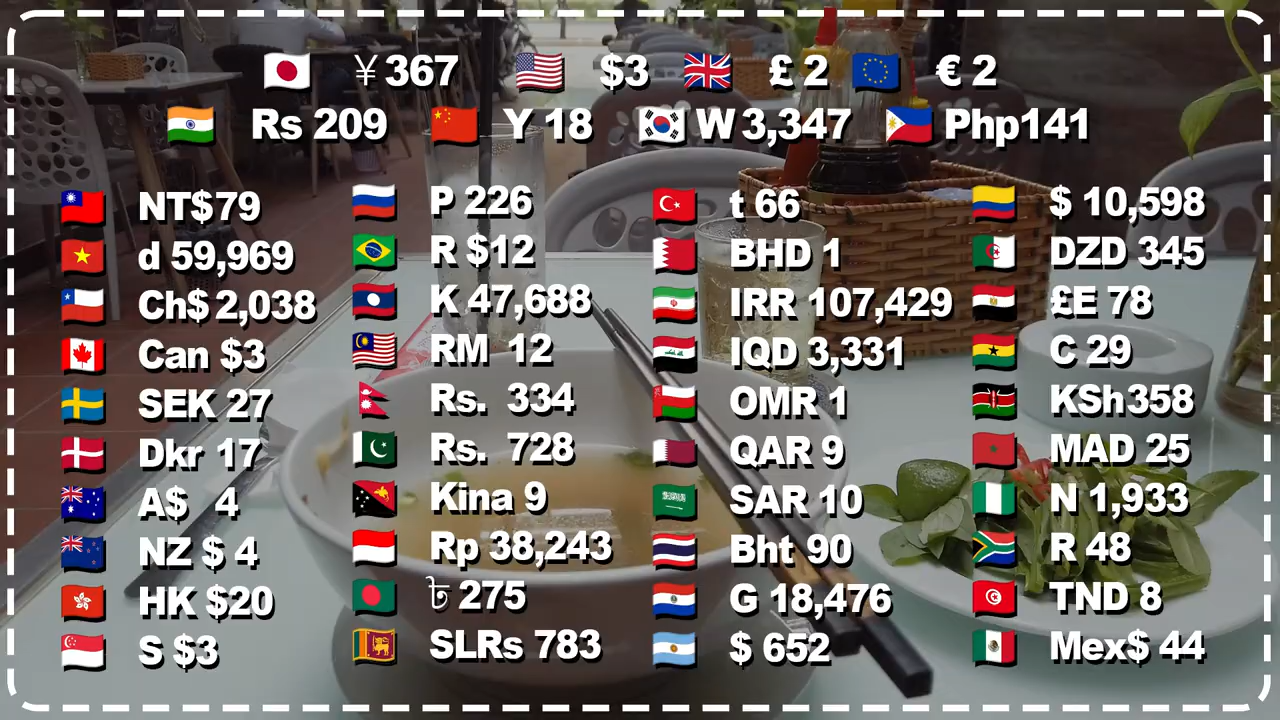 ¥367 $3 £2 €2
Rs 209 Y 18 W 3,347 Php141
NT$79 P 226 t 66 $ 10,598
d 59,969 R $12 BHD 1 DZD 345
Ch$ 2,038 K 47,688 IRR 107,429 £E 78
Can $3 RM 12 IQD 3,331 C 29
SEK 27 Rs. 334 OMR 1 KSh358
Dkr 17 Rs. 728 QAR 9 MAD 25
A$ 4 Kina 9 SAR 10 N 1,933
NZ $ 4 Rp 38,243 Bht 90 R 48
HK $20 ৳ 275 G 18,476 TND 8
S $3 SLRs 783 $ 652 Mex$ 44